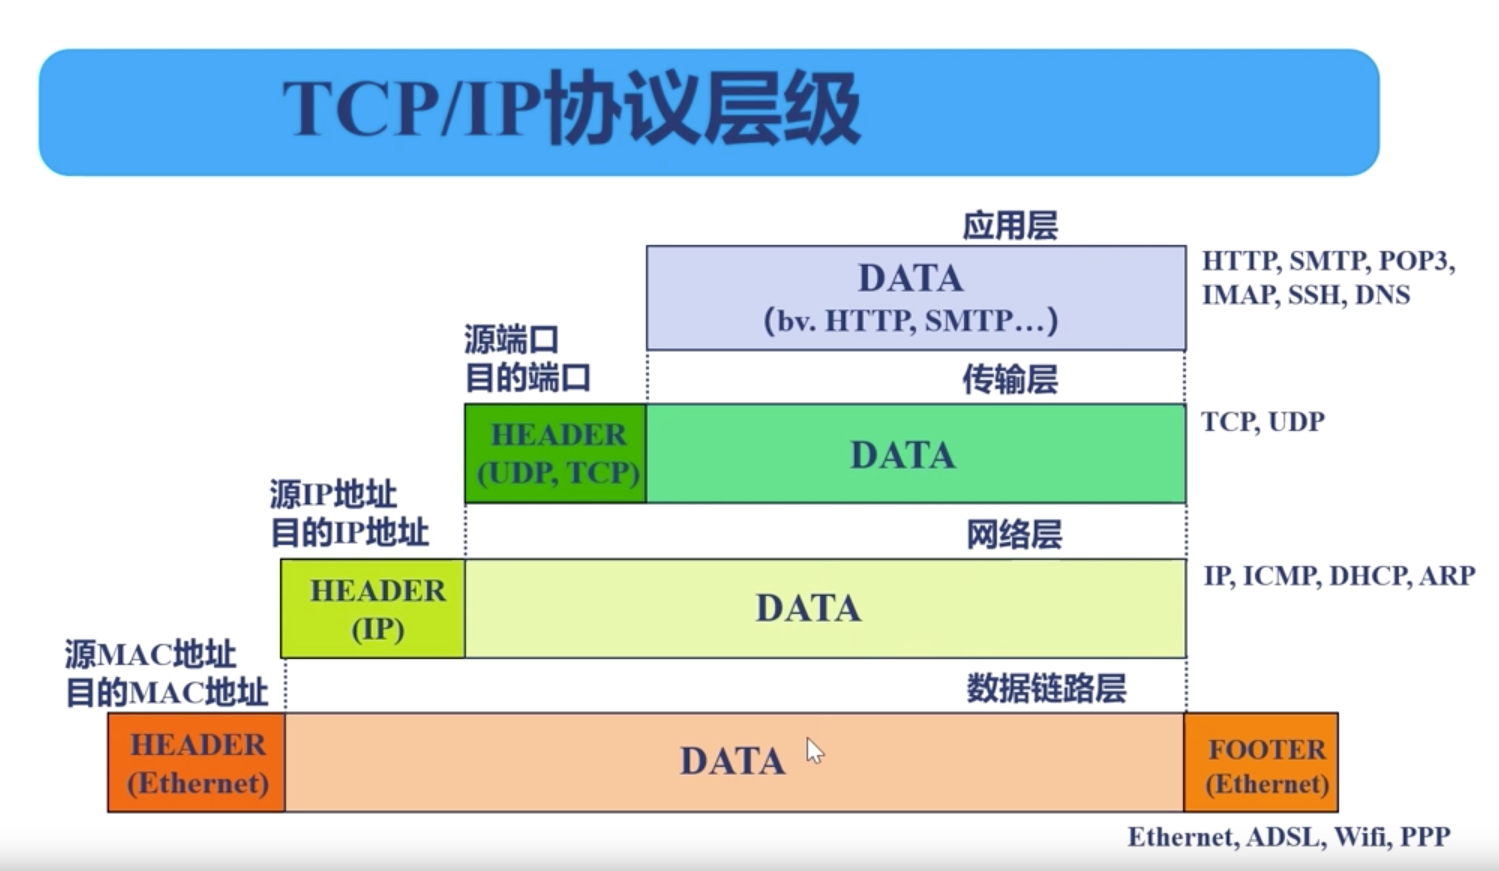 TCP/IP协议层级
应用层
DATA
(bv. HTTP, SMTP…)
HTTP, SMTP, POP3,
IMAP, SSH, DNS
源端口
目的端口
传输层
HEADER
(UDP, TCP)
DATA
TCP, UDP
源IP地址
目的IP地址
网络层
HEADER
(IP)
DATA
IP, ICMP, DHCP, ARP
源MAC地址
目的MAC地址
数据链路层
HEADER
(Ethernet)
DATA
FOOTER
(Ethernet)
Ethernet, ADSL, Wifi, PPP